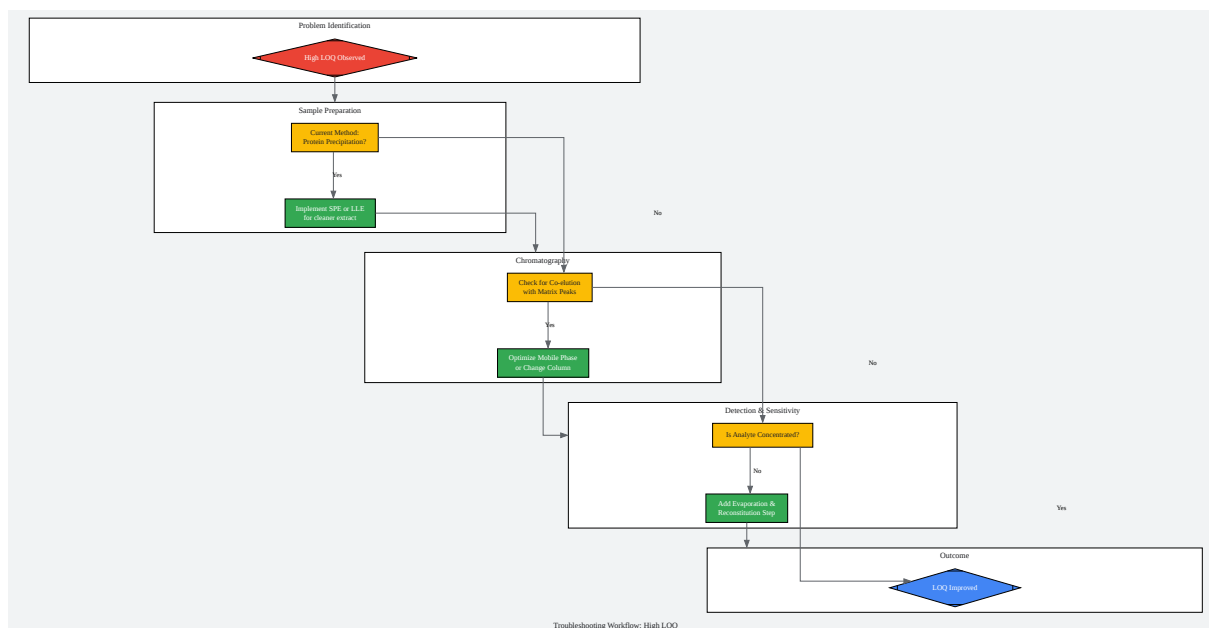 Problem Identification
High LOQ Observed
Sample Preparation
Current Method:
Protein Precipitation?
Yes
Implement SPE or LLE
for cleaner extract
No
Chromatography
Check for Co-elution
with Matrix Peaks
Yes
Optimize Mobile Phase
or Change Column
No
Detection & Sensitivity
Is Analyte Concentrated?
No
Add Evaporation &
Reconstitution Step
Yes
Outcome
LOQ Improved
Troubleshooting Workflow: High LOQ